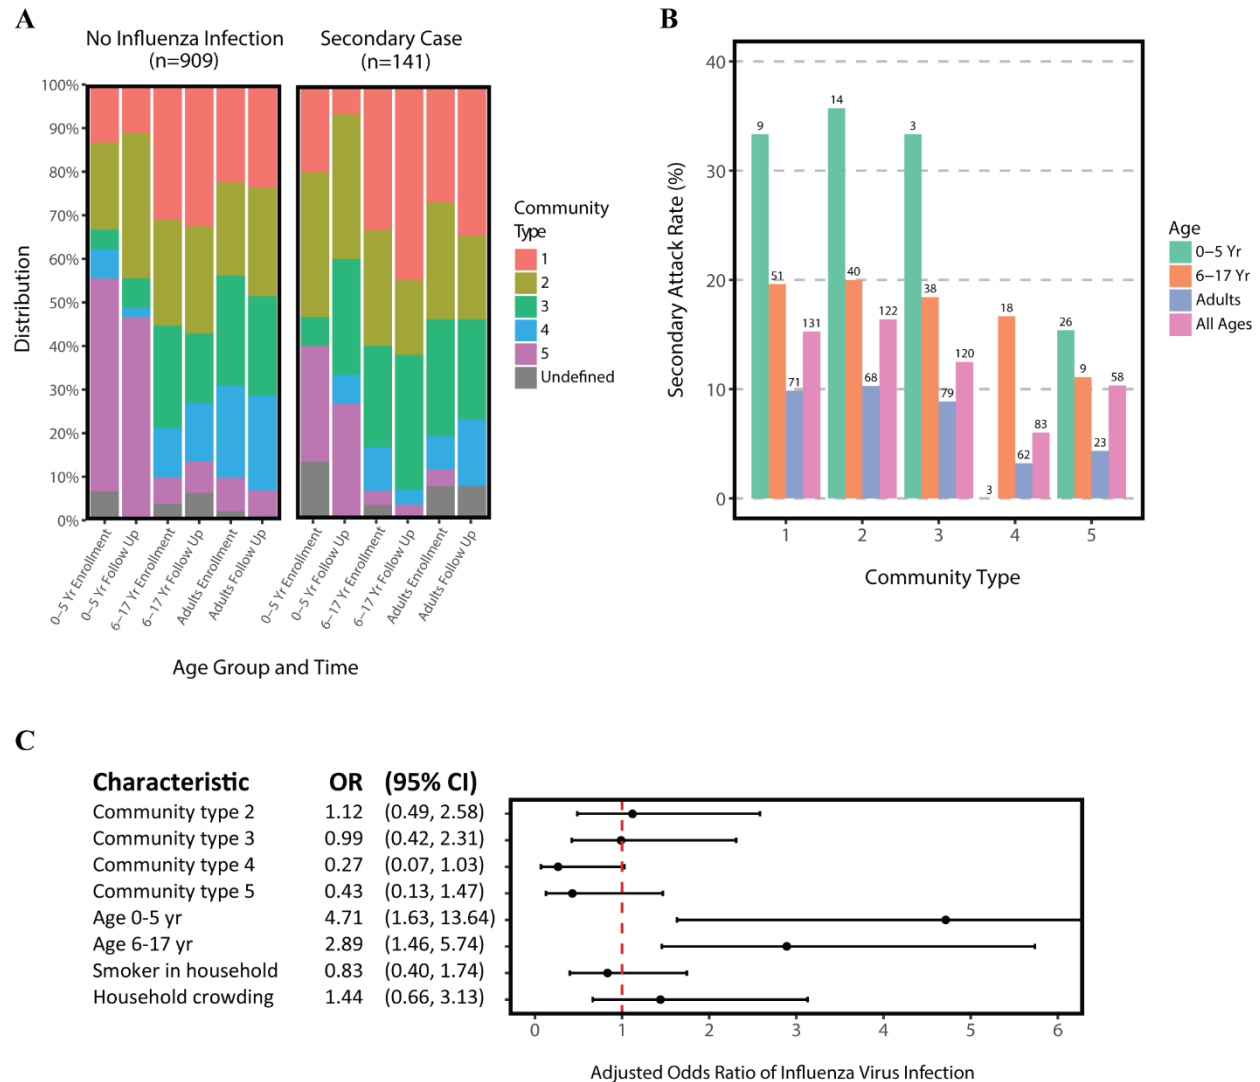 A
No Influenza Infection
(n=909)
Secondary Case
(n=141)
100%
90%
80%
70%
60%
50%
40%
30%
20%
10%
0%
Distribution
0–5 Yr Enrollment
0–5 Yr Follow Up
6–17 Yr Enrollment
6–17 Yr Follow Up
Adults Enrollment
Adults Follow Up
0–5 Yr Enrollment
0–5 Yr Follow Up
6–17 Yr Enrollment
6–17 Yr Follow Up
Adults Enrollment
Adults Follow Up
Age Group and Time
Community
Type
1
2
3
4
5
Undefined
B
Secondary Attack Rate (%)
40
30
20
10
0
9
51
71
131
14
40
68
122
3
38
79
120
3
18
62
83
26
9
23
58
1
2
3
4
5
Community Type
Age
0–5 Yr
6–17 Yr
Adults
All Ages
C
Characteristic OR (95% CI)
Community type 2 1.12 (0.49, 2.58)
Community type 3 0.99 (0.42, 2.31)
Community type 4 0.27 (0.07, 1.03)
Community type 5 0.43 (0.13, 1.47)
Age 0-5 yr 4.71 (1.63, 13.64)
Age 6-17 yr 2.89 (1.46, 5.74)
Smoker in household 0.83 (0.40, 1.74)
Household crowding 1.44 (0.66, 3.13)
0 1 2 3 4 5 6
Adjusted Odds Ratio of Influenza Virus Infection